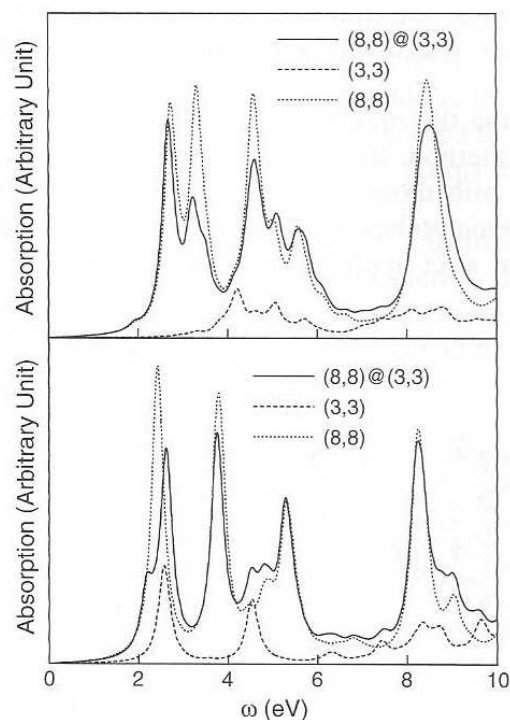 Absorption (Arbitrary Unit)
(8,8)@(3,3)
(3,3)
(8,8)
Absorption (Arbitrary Unit)
(8,8)@(3,3)
(3,3)
(8,8)
0 2 4 6 8 10
ω (eV)